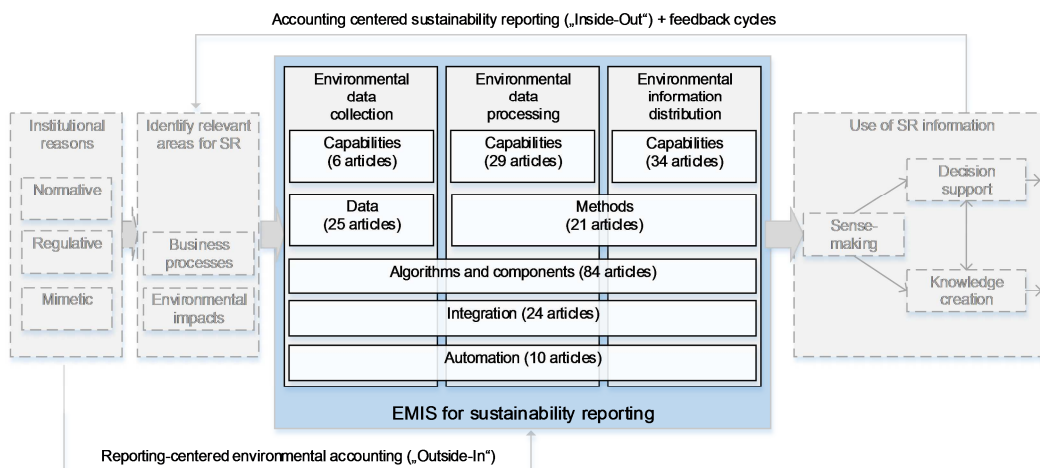 Accounting centered sustainability reporting („Inside-Out“) + feedback cycles
Institutional
reasons
Normative
Regulative
Mimetic
Identify relevant
areas for SR
Business
processes
Environmental
impacts
Environmental
data
collection
Capabilities
(6 articles)
Data
(25 articles)
Environmental
data
processing
Capabilities
(29 articles)
Environmental
information
distribution
Capabilities
(34 articles)
Methods
(21 articles)
Algorithms and components (84 articles)
Integration (24 articles)
Automation (10 articles)
EMIS for sustainability reporting
Use of SR information
Sense-
making
Decision
support
Knowledge
creation
Reporting-centered environmental accounting („Outside-In“)